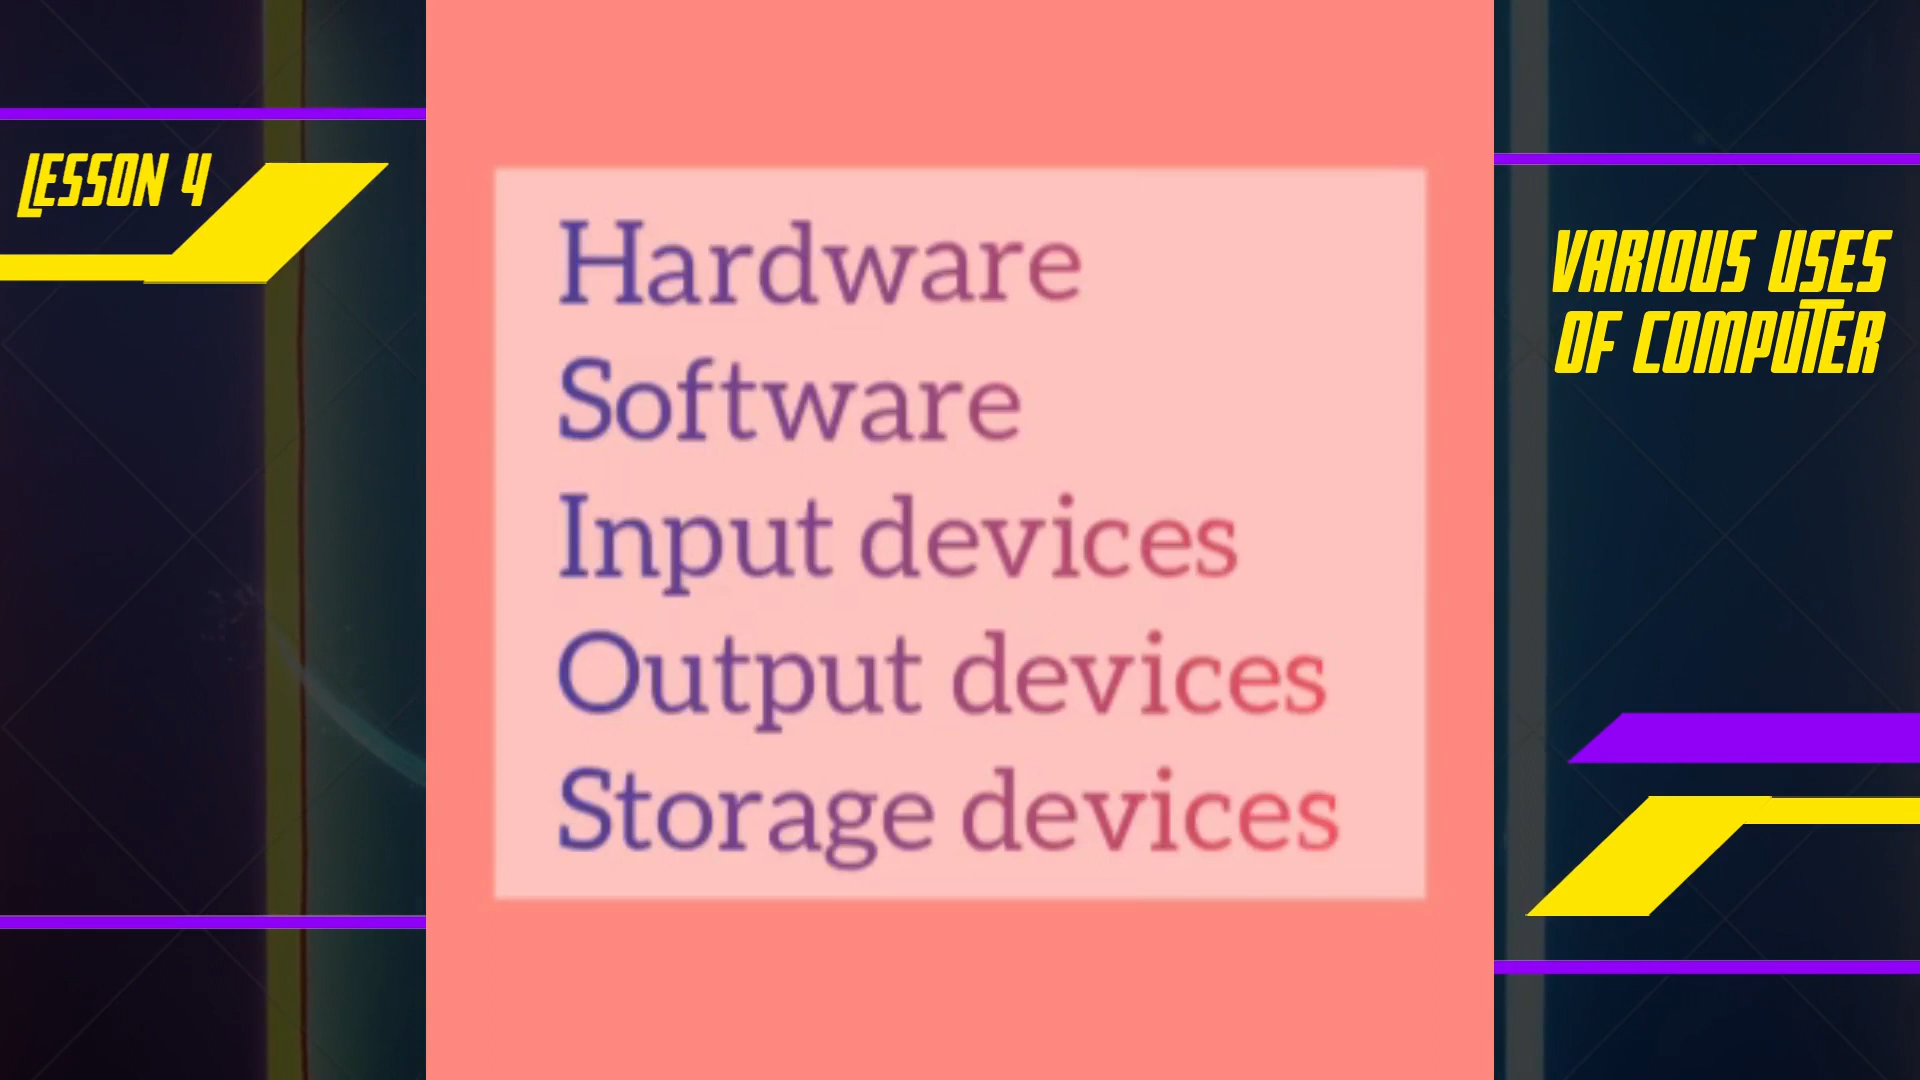 LESSON 4
Hardware
Software
Input devices
Output devices
Storage devices
VARIOUS USES
OF COMPUTER